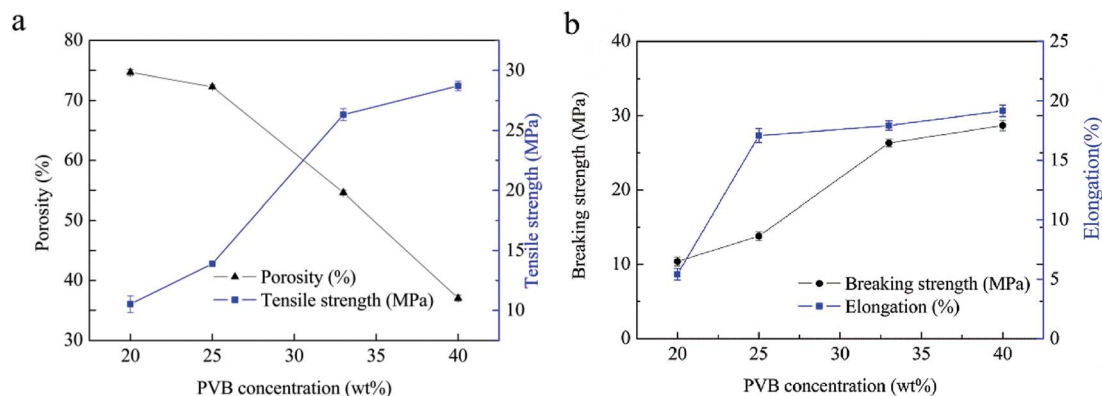 a
80
70
60
50
40
30
Porosity (%)
30
25
20
15
10
Tensile strength (MPa)
Porosity (%)
Tensile strength (MPa)
20 25 30 35 40
PVB concentration (wt%)
b
40
30
20
10
0
Breaking strength (MPa)
25
20
15
10
5
0
Elongation(%)
Breaking strength (MPa)
Elongation (%)
20 25 30 35 40
PVB concentration (wt%)